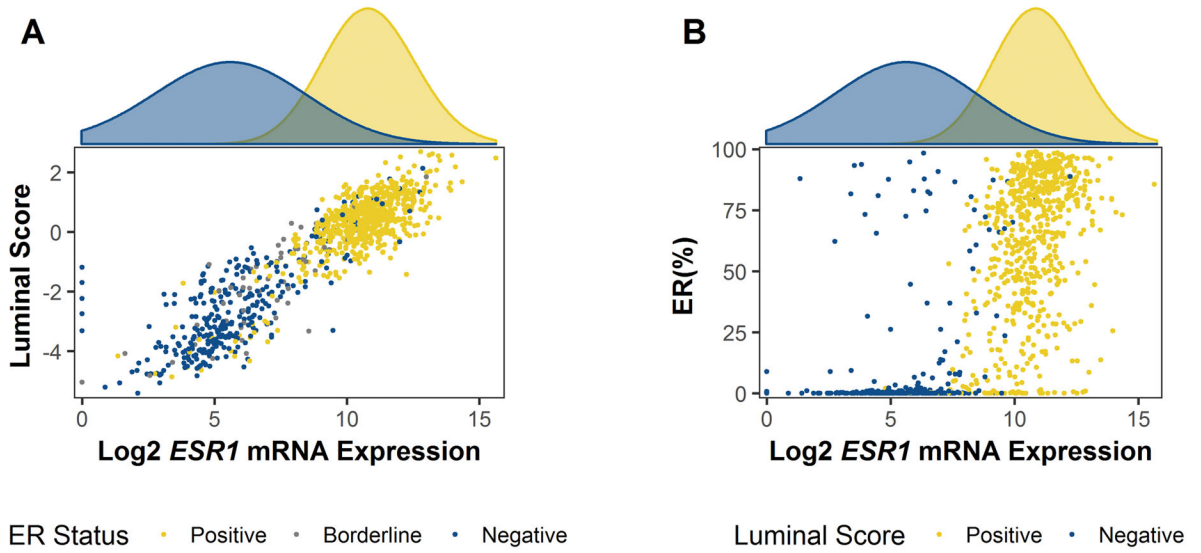 A
B
2
0
-2
-4
Luminal Score
0
5
10
15
Log2 ESR1 mRNA Expression
100
75
50
25
0
ER(%)
0
5
10
15
Log2 ESR1 mRNA Expression
ER Status Positive Borderline Negative
Luminal Score Positive Negative